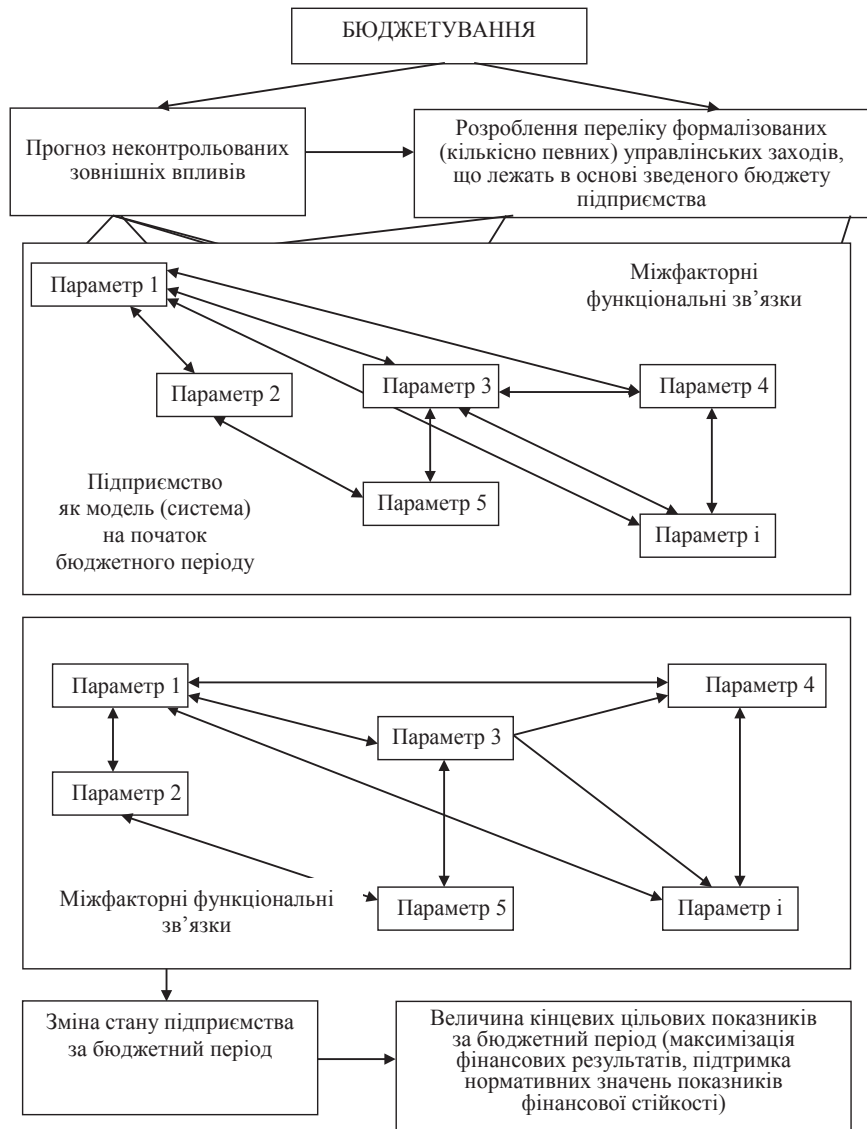 БЮДЖЕТУВАННЯ
Прогноз неконтрольованих
зовнішніх впливів
Розроблення переліку формалізованих
(кількісно певних) управлінських заходів,
що лежать в основі зведеного бюджету
підприємства
Параметр 1
Міжфакторні
функціональні зв’язки
Параметр 2
Параметр 3
Параметр 4
Підприємство
як модель (система)
на початок
бюджетного періоду
Параметр 5
Параметр і
Параметр 1
Параметр 4
Параметр 3
Параметр 2
Міжфакторні функціональні
зв’язки
Параметр 5
Параметр і
Зміна стану підприємства
за бюджетний період
Величина кінцевих цільових показників
за бюджетний період (максимізація
фінансових результатів, підтримка
нормативних значень показників
фінансової стійкості)